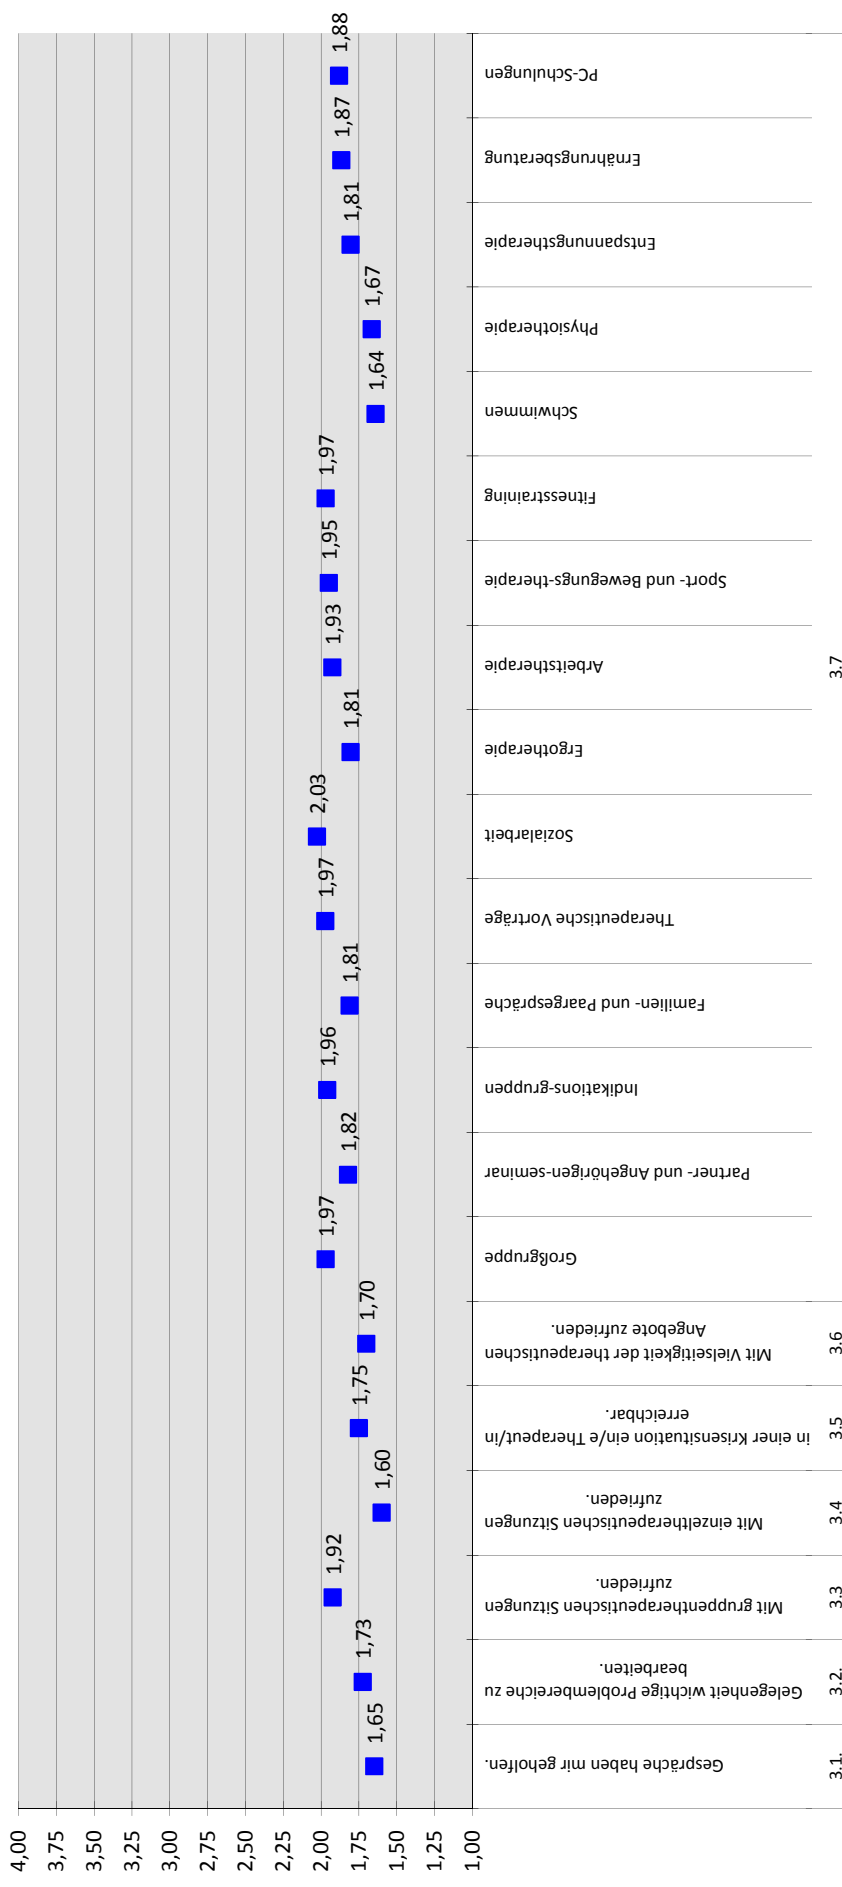 4,00
3,75
3,50
3,25
3,00
2,75
2,50
2,25
2,00
1,75
1,50
1,25
1,00
1,65
1,73
1,92
1,60
1,75
1,70
1,97
1,82
1,96
1,81
1,97
2,03
1,81
1,93
1,95
1,97
1,64
1,67
1,81
1,87
1,88
Gespräche haben mir geholfen.
Gelegenheit wichtige Problembereiche zu
bearbeiten.
Mit gruppentherapeutischen Sitzungen
zufrieden.
Mit einzeltherapeutischen Sitzungen
zufrieden.
in einer Krisensituation ein/e Therapeut/in
erreichbar.
Mit Vielseitigkeit der therapeutischen
Angebote zufrieden.
Großgruppe
Partner- und Angehörigen-seminar
Indikations-gruppen
Familien- und Paargespräche
Therapeutische Vorträge
Sozialarbeit
Ergotherapie
Arbeitstherapie
Sport- und Bewegungs-therapie
Fitnesstraining
Schwimmen
Physiotherapie
Entspannungstherapie
Ernährungsberatung
PC-Schulungen
3.1.
3.2.
3.3
3.4
3.5
3.6
3.7